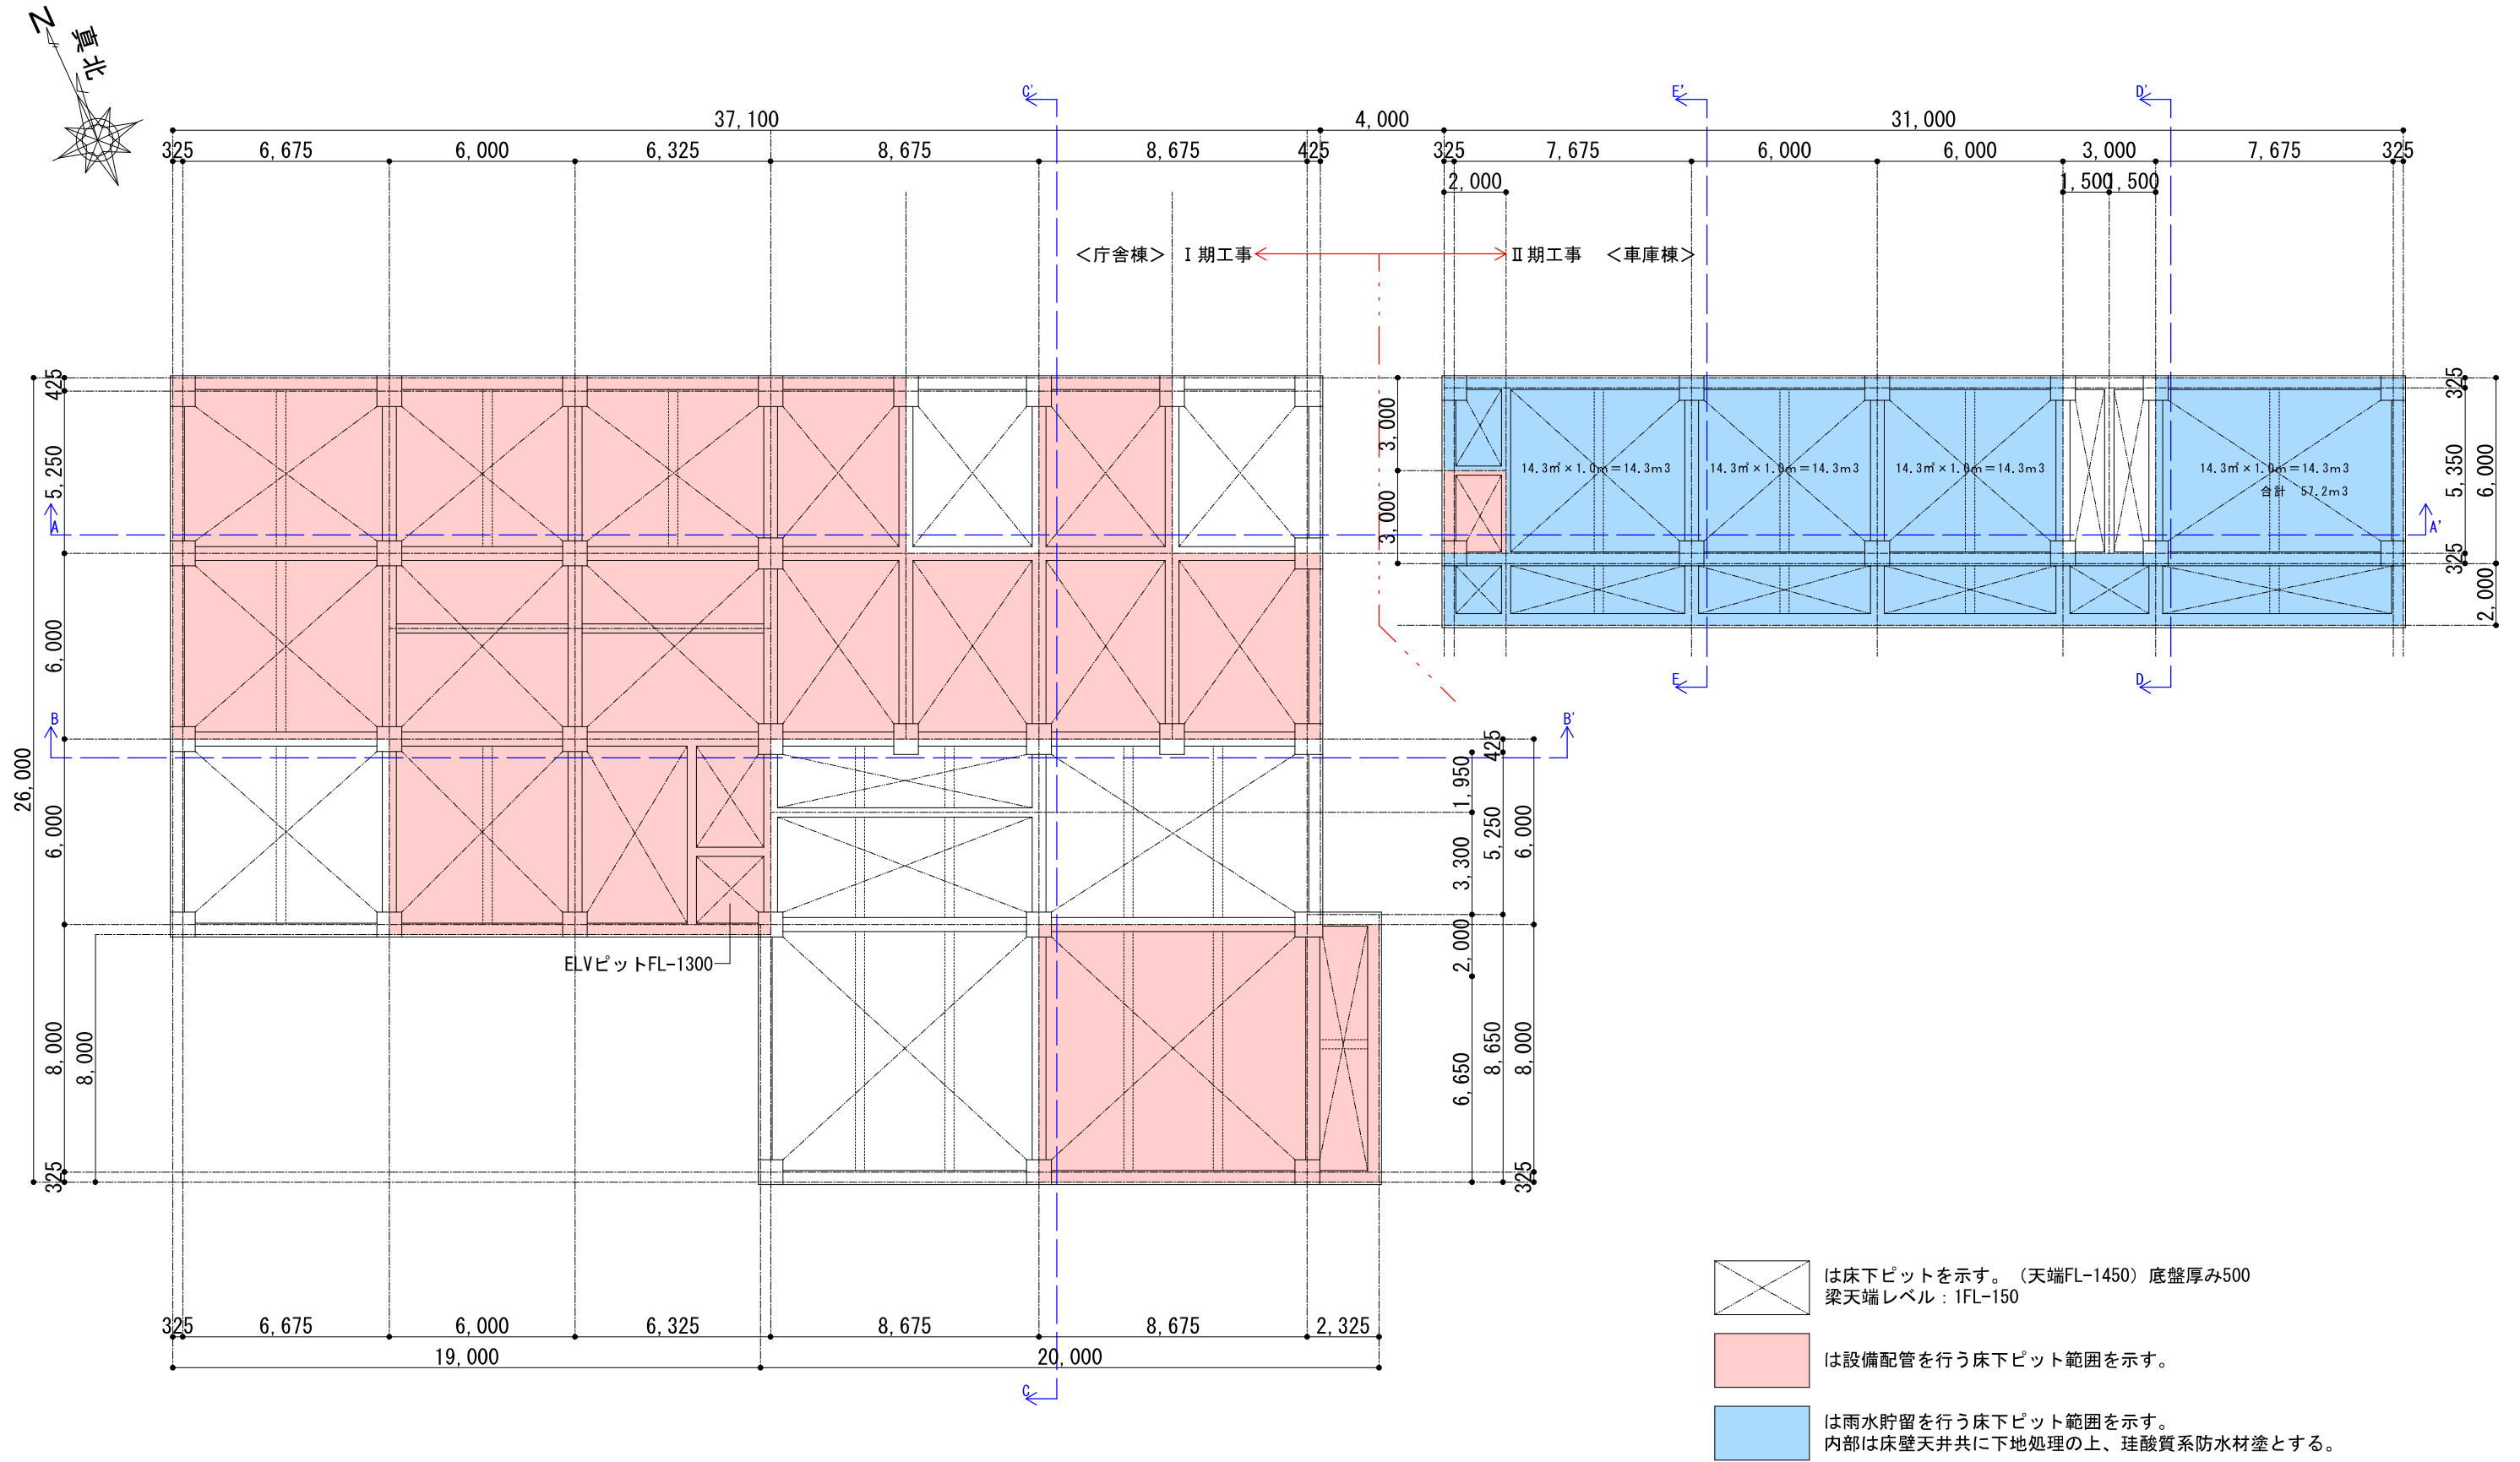 N
真北
37,100
4,000
31,000
325
6,675
6,000
6,325
8,675
8,675
425
325
7,675
6,000
6,000
3,000
7,675
325
2,000
1,500
1,500
C'
E'
D'
＜庁舎棟＞ Ⅰ期工事
Ⅱ期工事 ＜車庫棟＞
425
5,250
6,000
6,000
8,000
325
26,000
8,000
A
A'
B
B'
3,000
3,000
14.3㎡×1.0m＝14.3m3
14.3㎡×1.0m＝14.3m3
14.3㎡×1.0m＝14.3m3
14.3㎡×1.0m＝14.3m3
合計 57.2m3
325
5,350
325
6,000
2,000
E
D
425
1,950
3,300
5,250
6,000
2,000
6,650
8,650
8,000
325
ELVピットFL-1300
325
6,675
6,000
6,325
8,675
8,675
2,325
19,000
20,000
C
は床下ピットを示す。（天端FL-1450）底盤厚み500
梁天端レベル：1FL-150
は設備配管を行う床下ピット範囲を示す。
は雨水貯留を行う床下ピット範囲を示す。
内部は床壁天井共に下地処理の上、珪酸質系防水材塗とする。